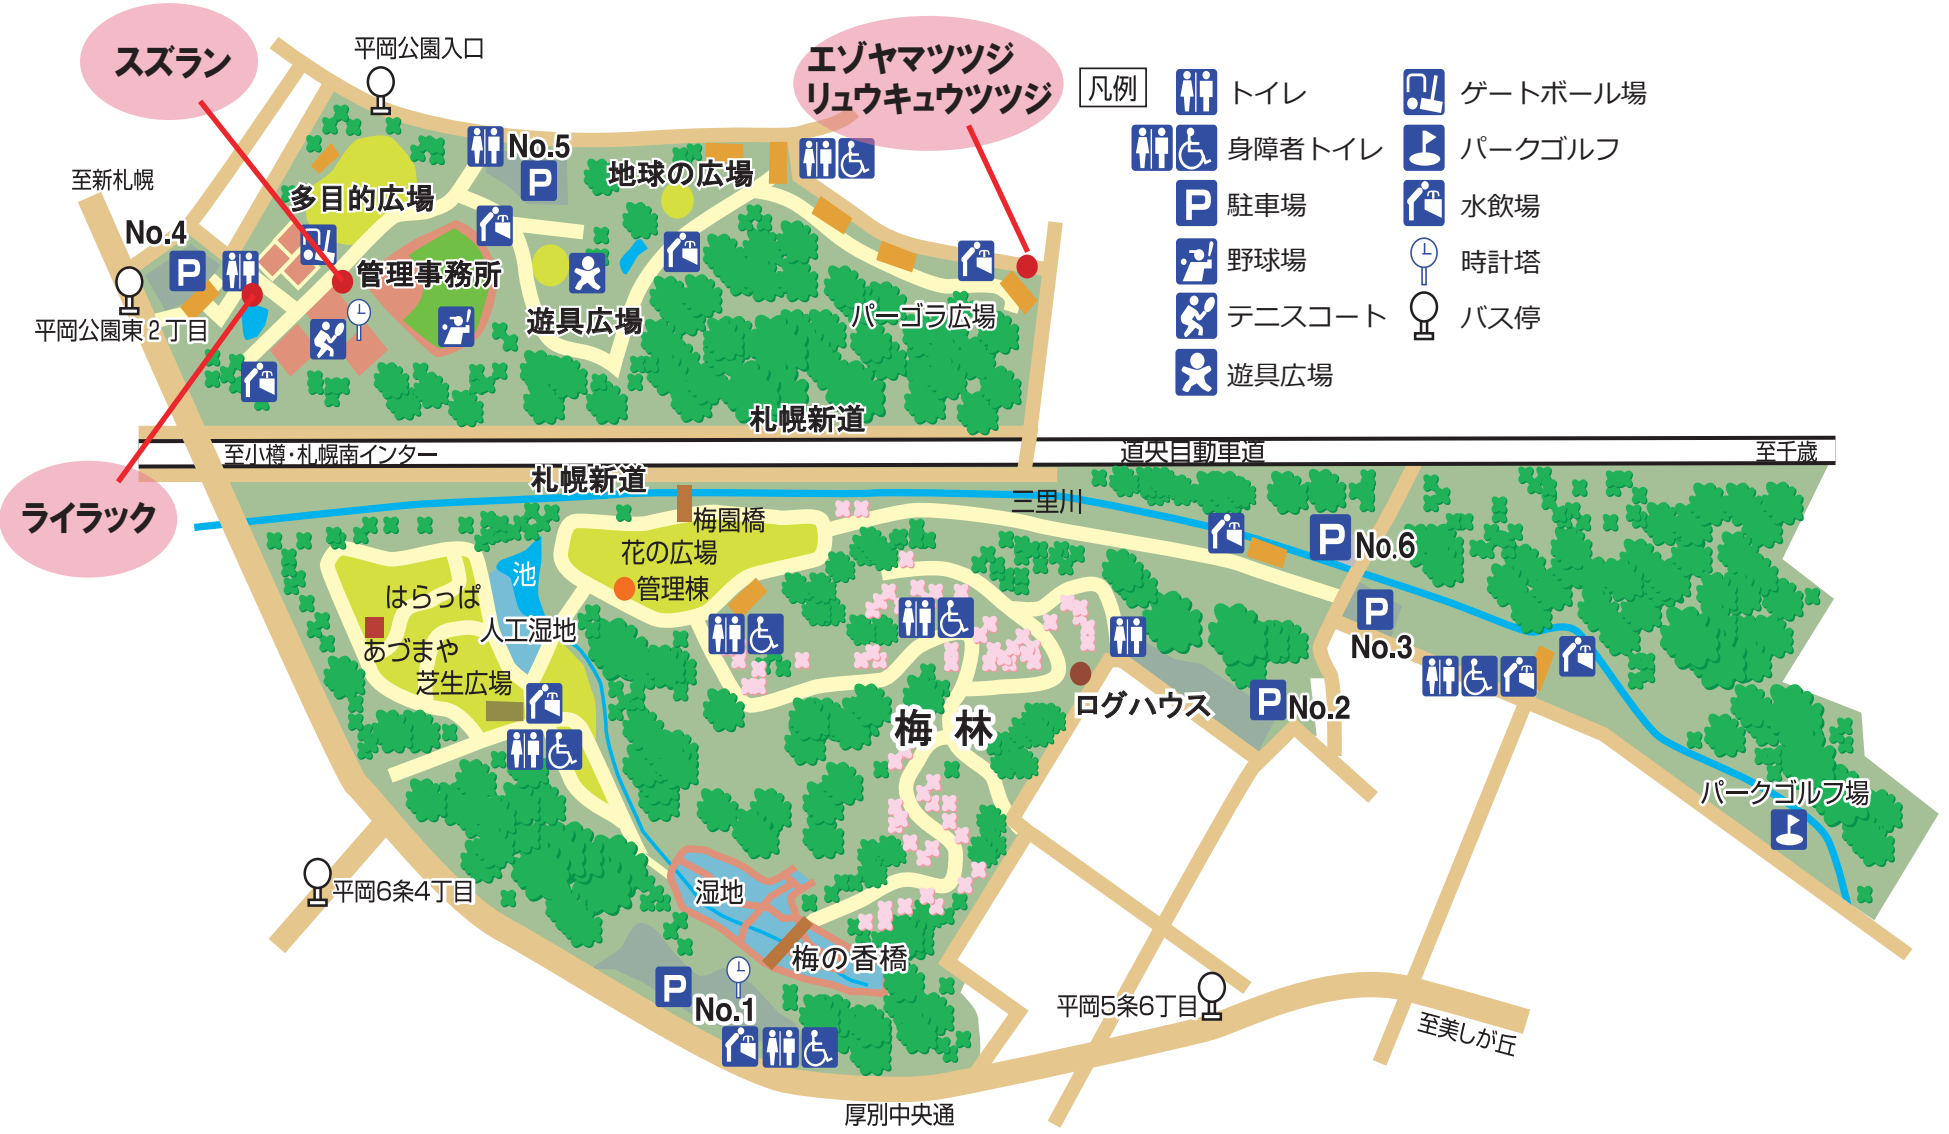 スズラン
平岡公園入口
エゾヤマツツジ
リュウキュウツツジ
凡例
トイレ
ゲートボール場
身障者トイレ
パークゴルフ
駐車場
水飲場
野球場
時計塔
テニスコート
バス停
遊具広場
至新札幌
No.5
P
多目的広場
地球の広場
No.4
P
管理事務所
遊具広場
パーゴラ広場
平岡公園東2丁目
札幌新道
至小樽・札幌南インター
道央自動車道
至千歳
札幌新道
ライラック
三里川
梅園橋
花の広場
管理棟
池
はらっぱ
人工湿地
あづまや
芝生広場
P
No.6
P
No.3
P
No.2
ログハウス
梅林
パークゴルフ場
平岡6条4丁目
湿地
梅の香橋
P
No.1
平岡5条6丁目
至美しが丘
厚別中央通